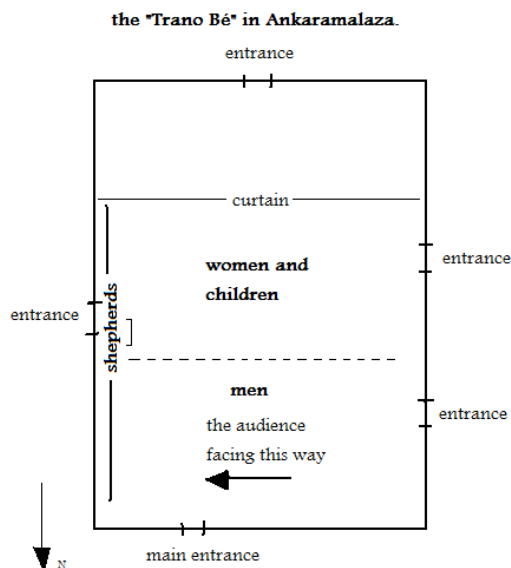 the "Trano Bé" in Ankaramalaza.
entrance
curtain
women and
children
entrance
entrance
shepherds
men
entrance
the audience
facing this way
main entrance
N